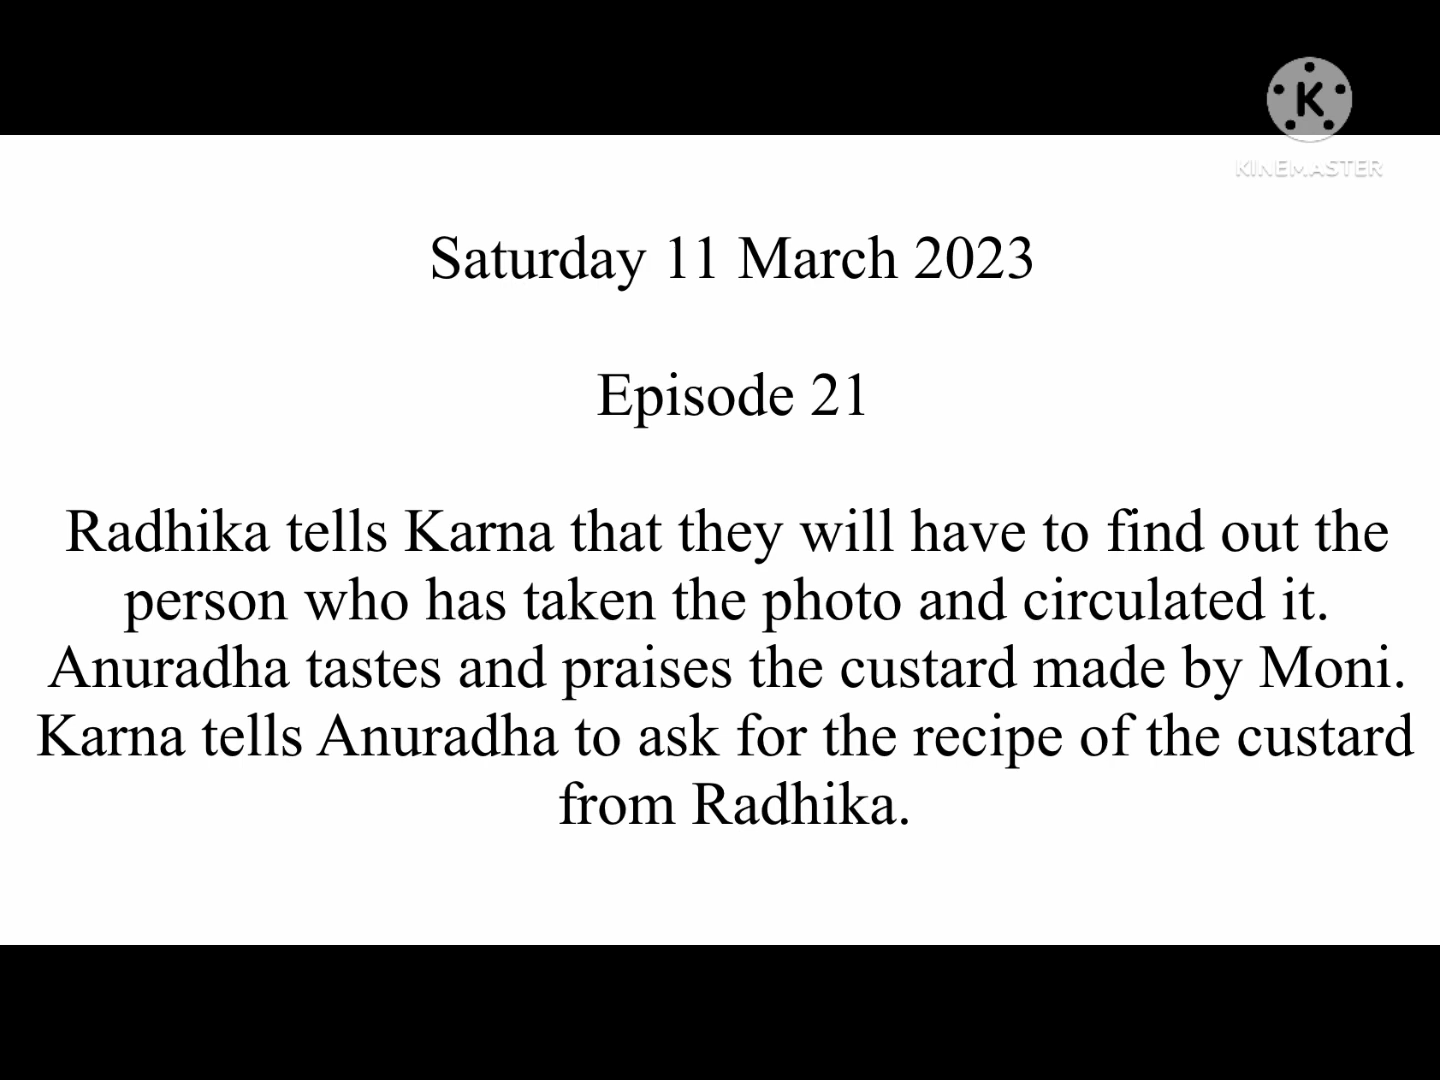 K
KINEMASTER
Saturday 11 March 2023
Episode 21
Radhika tells Karna that they will have to find out the
person who has taken the photo and circulated it.
Anuradha tastes and praises the custard made by Moni.
Karna tells Anuradha to ask for the recipe of the custard
from Radhika.